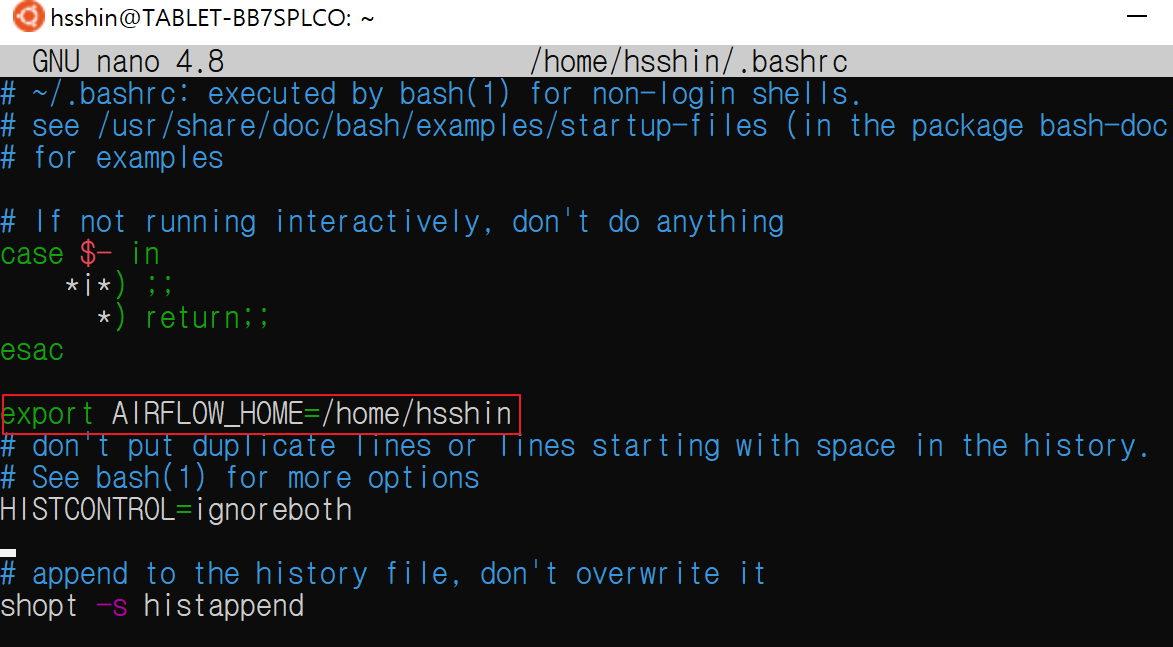 hsshin@TABLET-BB7SPLCO: ~
GNU nano 4.8 /home/hsshin/.bashrc
# ~/.bashrc: executed by bash(1) for non-login shells.
# see /usr/share/doc/bash/examples/startup-files (in the package bash-doc
# for examples
# If not running interactively, don't do anything
case $- in
*i*) ;;
*) return;;
esac
export AIRFLOW_HOME=/home/hsshin
# don't put duplicate lines or lines starting with space in the history.
# See bash(1) for more options
HISTCONTROL=ignoreboth
# append to the history file, don't overwrite it
shopt -s histappend